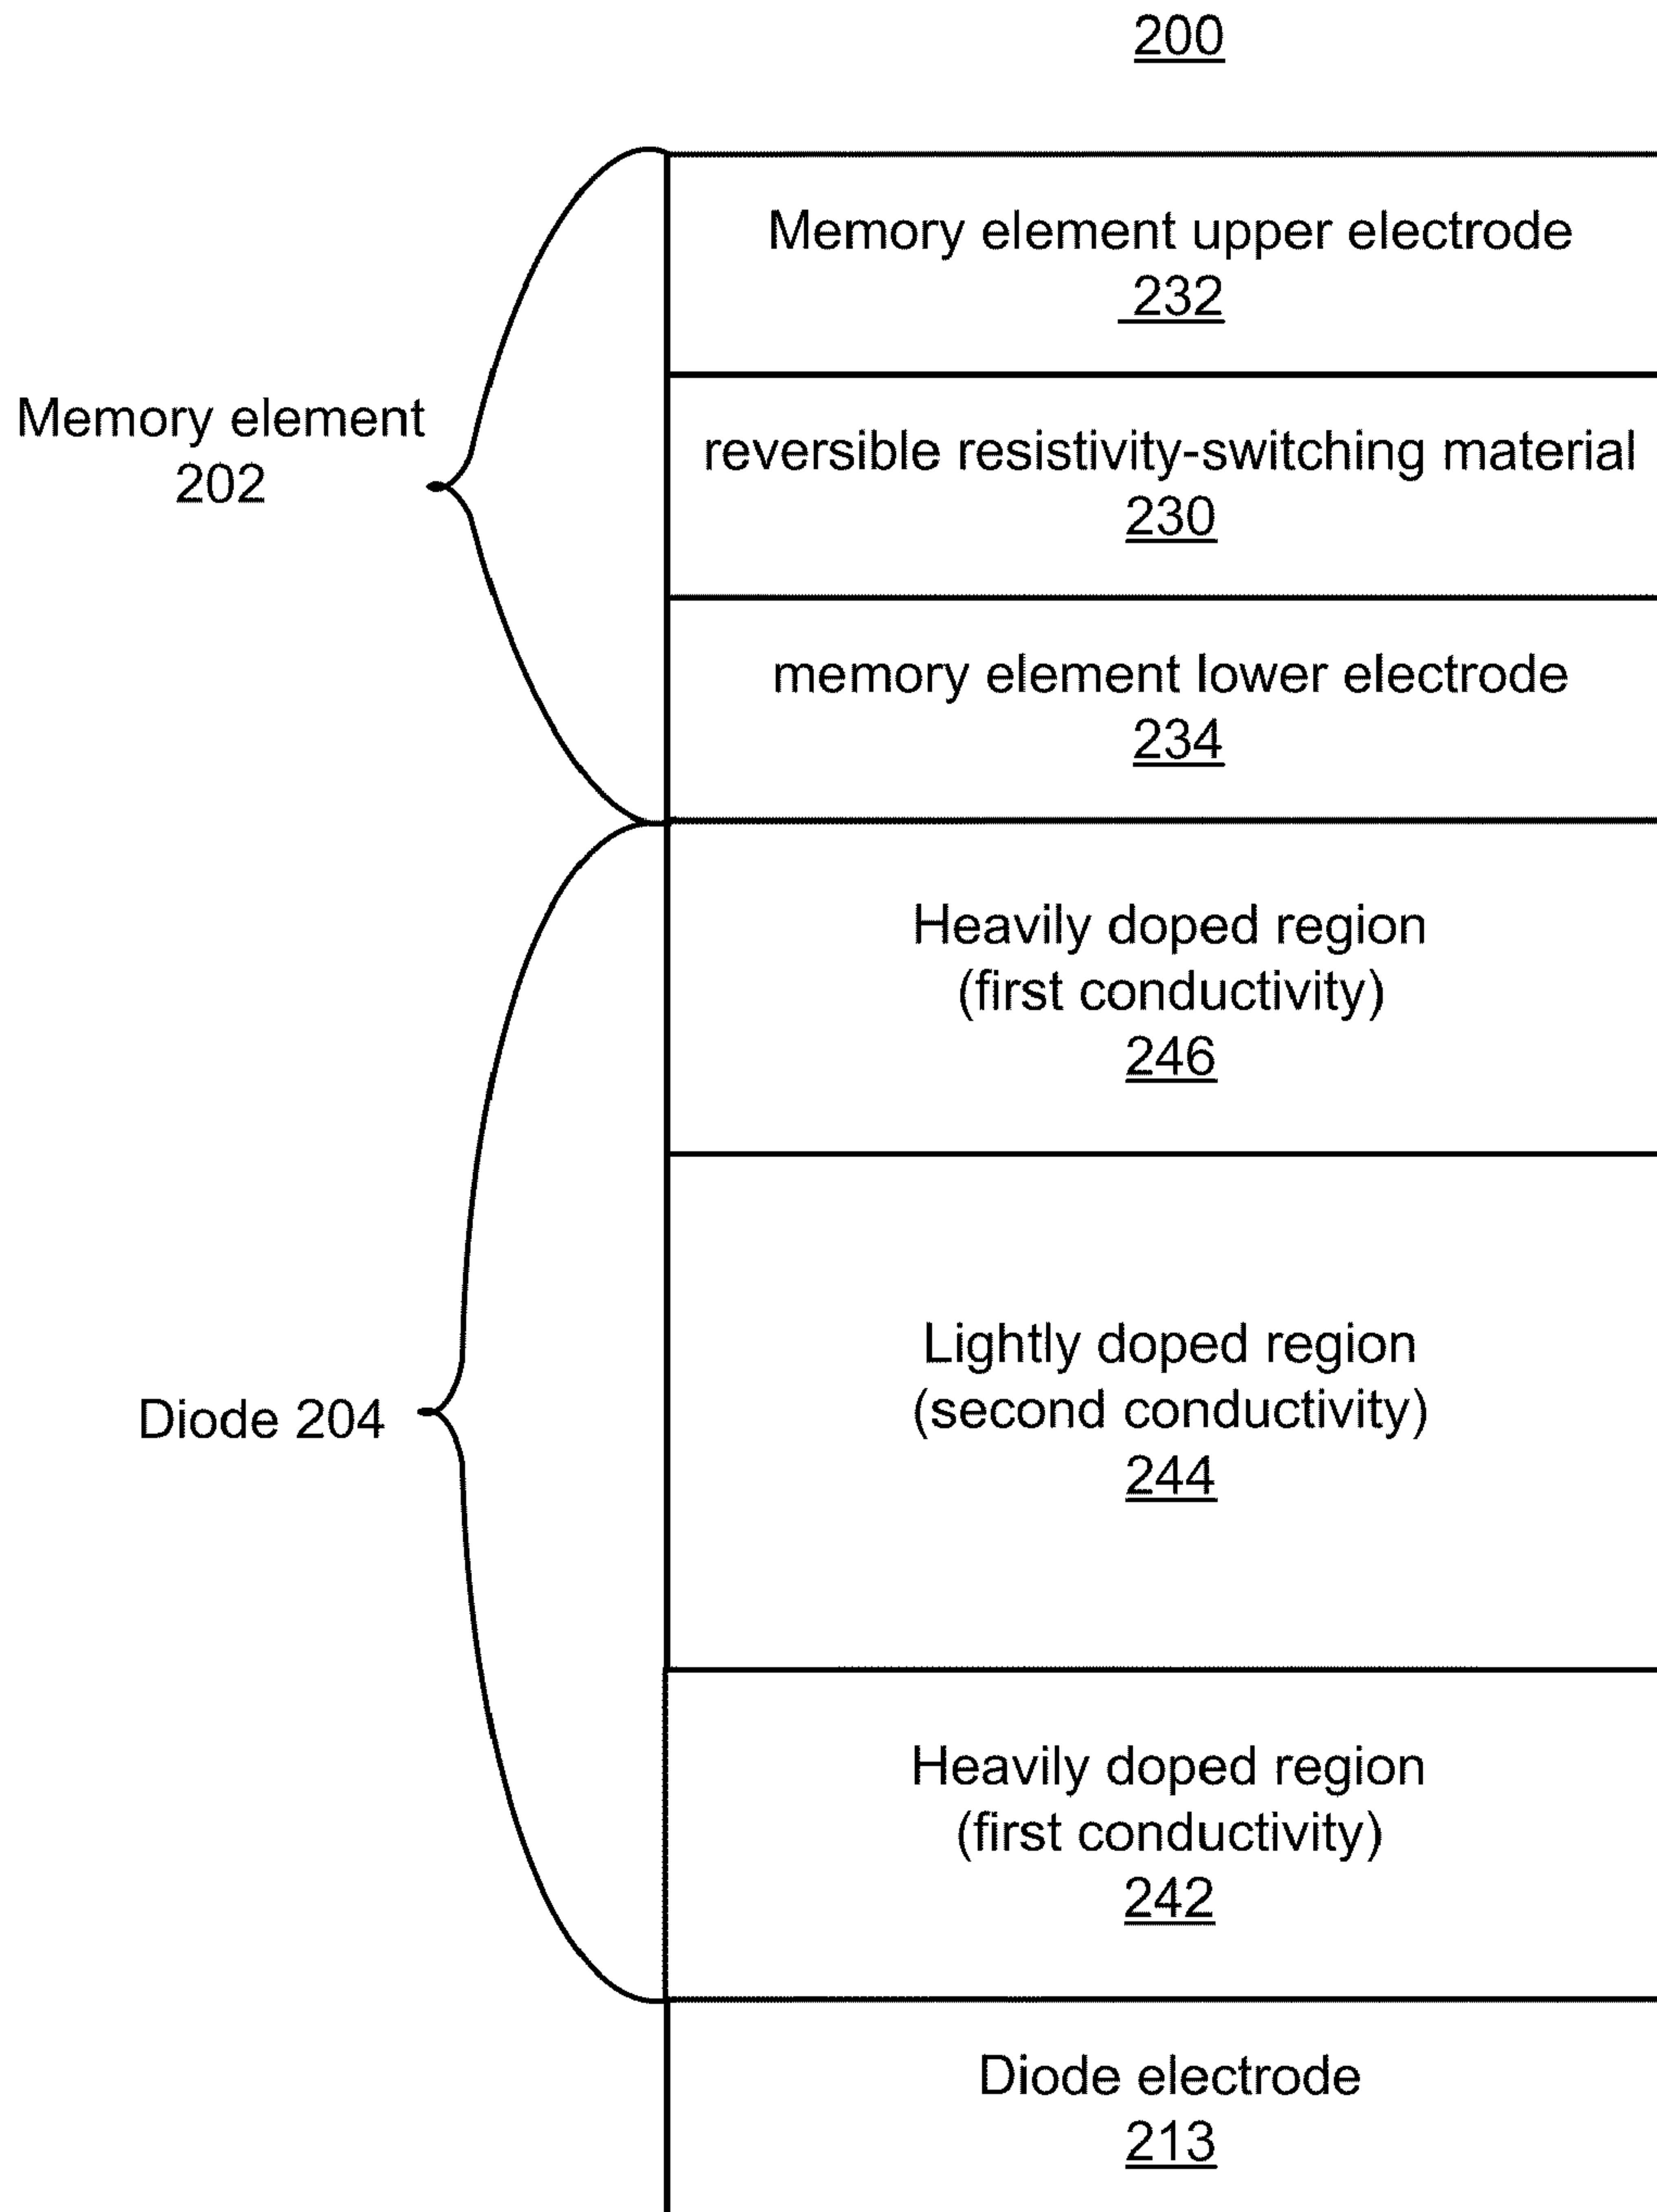 200
Memory element upper electrode
232
Memory element
202
reversible resistivity-switching material
230
memory element lower electrode
234
Heavily doped region
(first conductivity)
246
Diode 204
Lightly doped region
(second conductivity)
244
Heavily doped region
(first conductivity)
242
Diode electrode
213